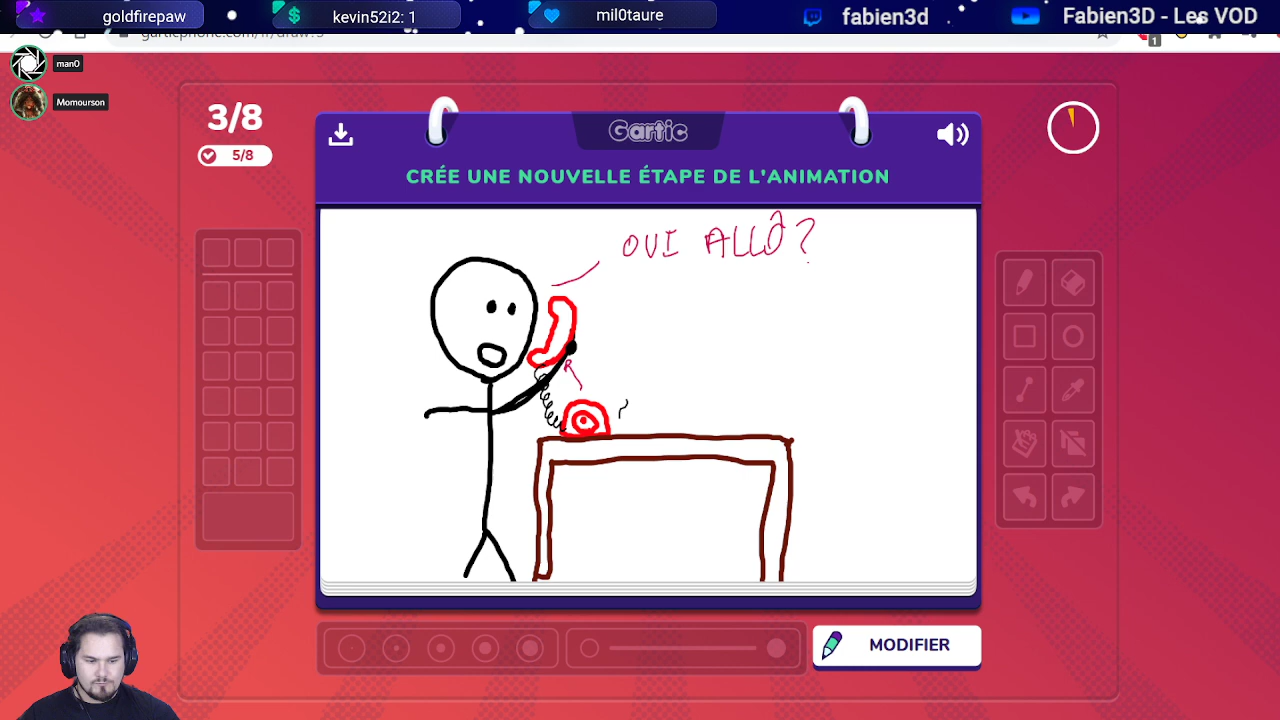 goldfirepaw
kevin52i2: 1
mil0taure
fabien3d
Fabien3D - Les VOD
1
man0
Momourson
3/8
5/8
Gartic
CRÉE UNE NOUVELLE ÉTAPE DE L'ANIMATION
OUI ALLÔ?
MODIFIER